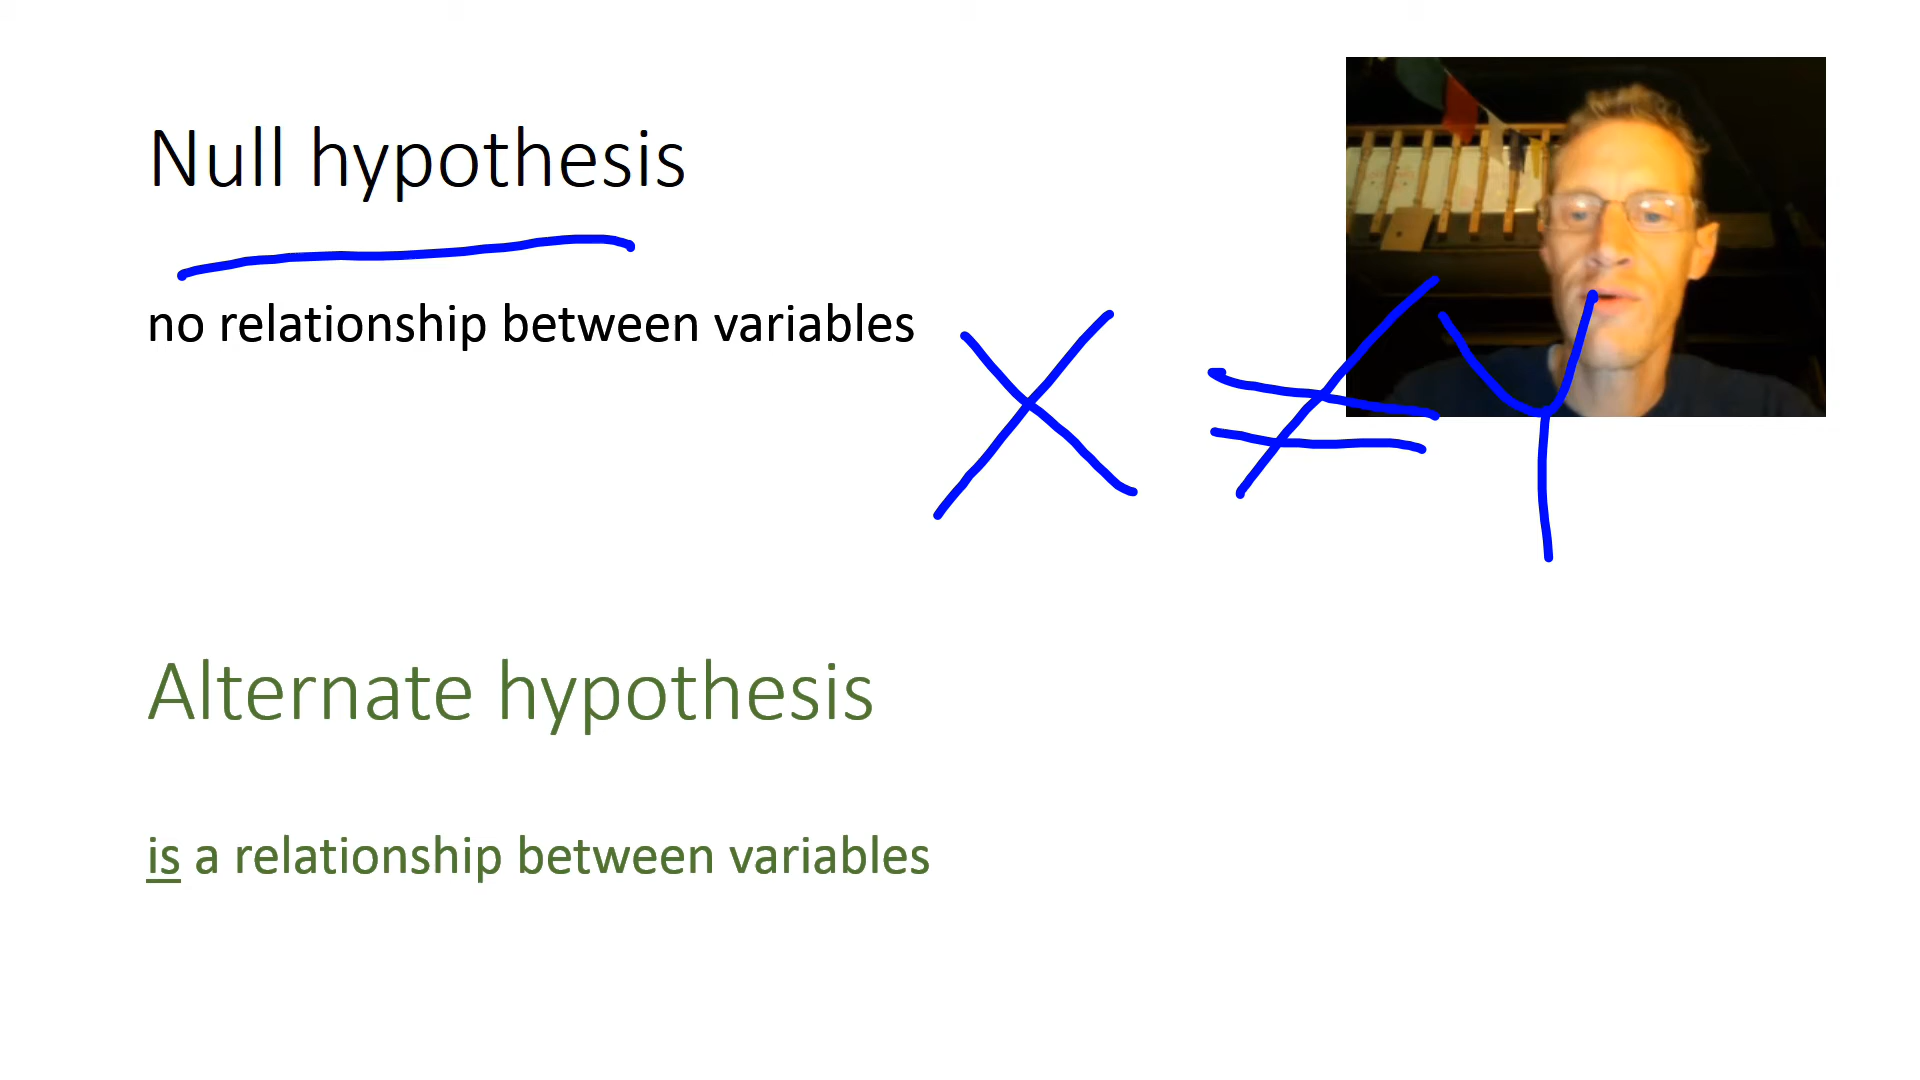 Null hypothesis
no relationship between variables
X ≠ Y
Alternate hypothesis
is a relationship between variables